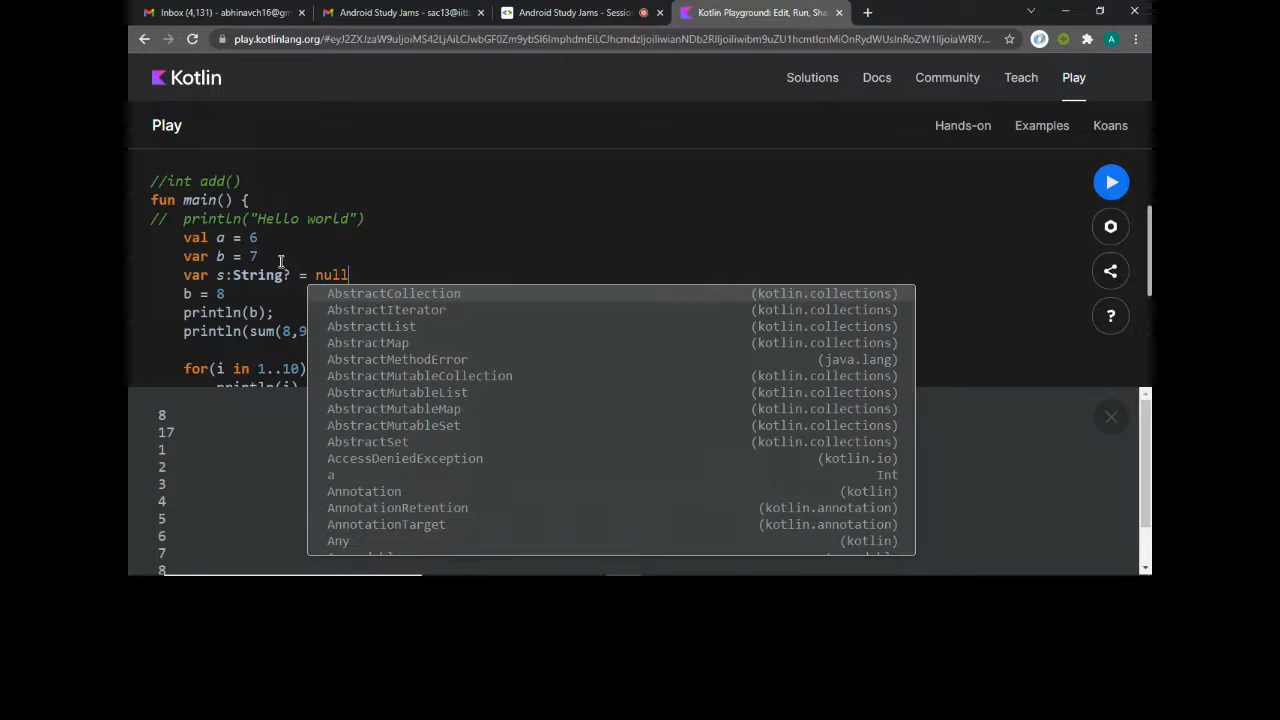 Inbox (4,131) - abhinavch16@gm
Android Study Jams - sac13@iitb
Android Study Jams - Sessio
Kotlin Playground: Edit, Run, Sha
Kotlin
Solutions
Docs
Community
Teach
Play
Play
Hands-on
Examples
Koans
//int add()
fun main() {
// println("Hello world")
val a = 6
var b = 7
var s:String? = null
b = 8
println(b);
println(sum(8,9
for(i in 1..10)
println(i)
AbstractCollection (kotlin.collections)
AbstractIterator (kotlin.collections)
AbstractList (kotlin.collections)
AbstractMap (kotlin.collections)
AbstractMethodError (java.lang)
AbstractMutableCollection (kotlin.collections)
AbstractMutableList (kotlin.collections)
AbstractMutableMap (kotlin.collections)
AbstractMutableSet (kotlin.collections)
AbstractSet (kotlin.collections)
AccessDeniedException (kotlin.io)
a Int
Annotation (kotlin)
AnnotationRetention (kotlin.annotation)
AnnotationTarget (kotlin.annotation)
Any (kotlin)
8
17
1
2
3
4
5
6
7
8